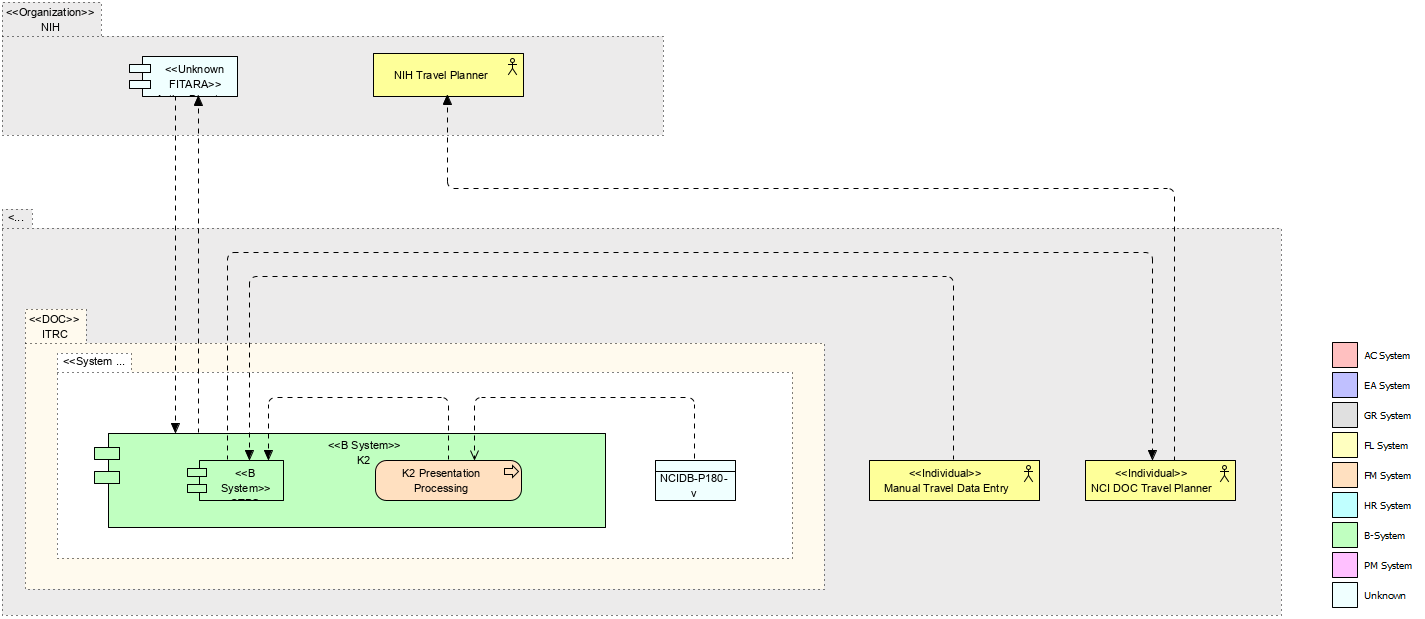 <<Organization>>
NIH
<<Unknown
FITARA>>
NIH Travel Planner
<...
<<DOC>>
ITRC
<<System ...
<<B System>>
K2
<<B
System>>
K2 Presentation
Processing
NCIDB-P180-
v
<<Individual>>
Manual Travel Data Entry
<<Individual>>
NCI DOC Travel Planner
AC System
EA System
GR System
FL System
FM System
HR System
B-System
PM System
Unknown